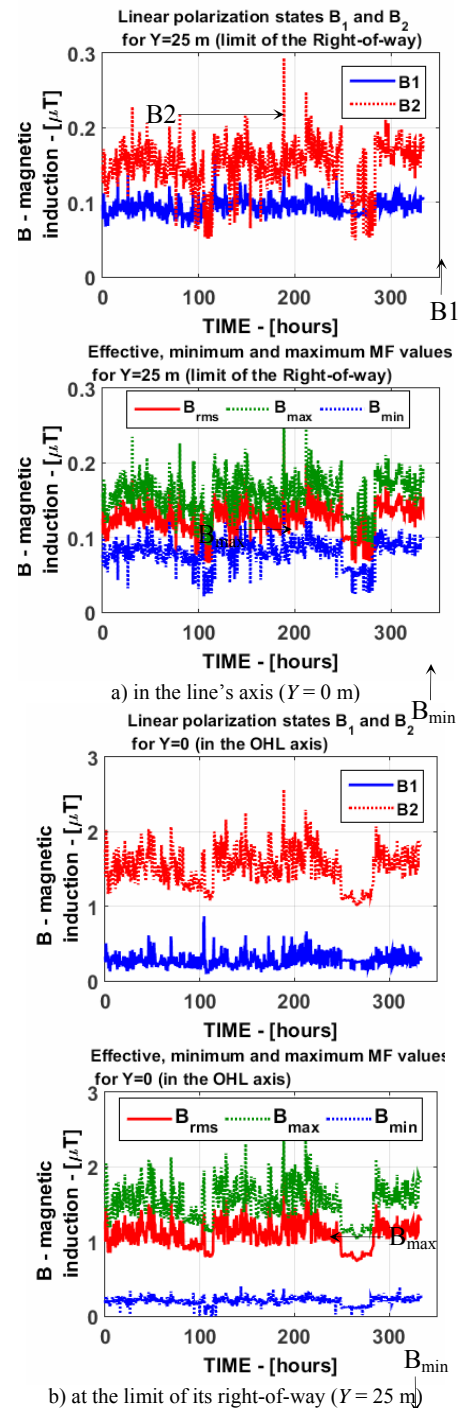 Linear polarization states B1 and B2
for Y=25 m (limit of the Right-of-way)
B - magnetic
induction - [μT]
0.3
0.2
0.1
0
B1
B2
B2
0 100 200 300
B1
TIME - [hours]
Effective, minimum and maximum MF values
for Y=25 m (limit of the Right-of-way)
B - magnetic
induction - [μT]
0.3
0.2
0.1
0
Brms Bmax Bmin
Bmax
0 100 200 300
TIME - [hours]
a) in the line's axis (Y = 0 m)
Bmin
Linear polarization states B1 and B2
for Y=0 (in the OHL axis)
B - magnetic
induction - [μT]
3
2
1
0
B1
B2
0 100 200 300
TIME - [hours]
Effective, minimum and maximum MF values
for Y=0 (in the OHL axis)
B - magnetic
induction - [μT]
3
2
1
0
Brms Bmax Bmin
Bmax
0 100 200 300
TIME - [hours]
Bmin
b) at the limit of its right-of-way (Y = 25 m)